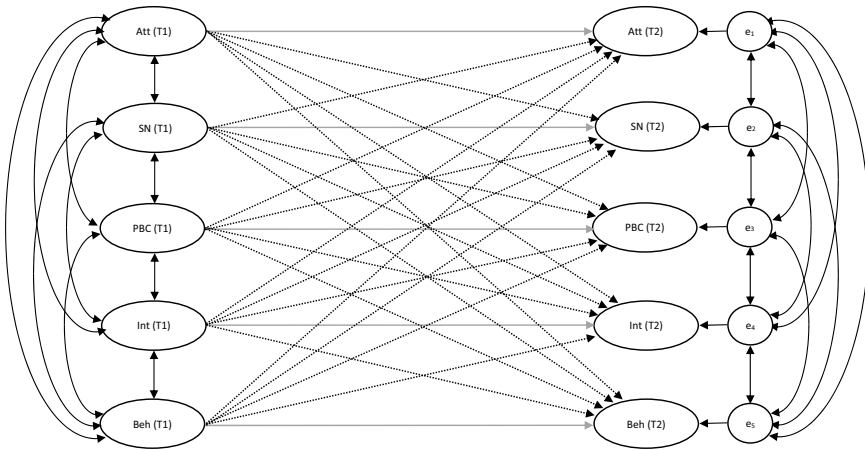 Att (T1)
Att (T2)
e₁
SN (T1)
SN (T2)
e₂
PBC (T1)
PBC (T2)
e₃
Int (T1)
Int (T2)
e₄
Beh (T1)
Beh (T2)
e₅